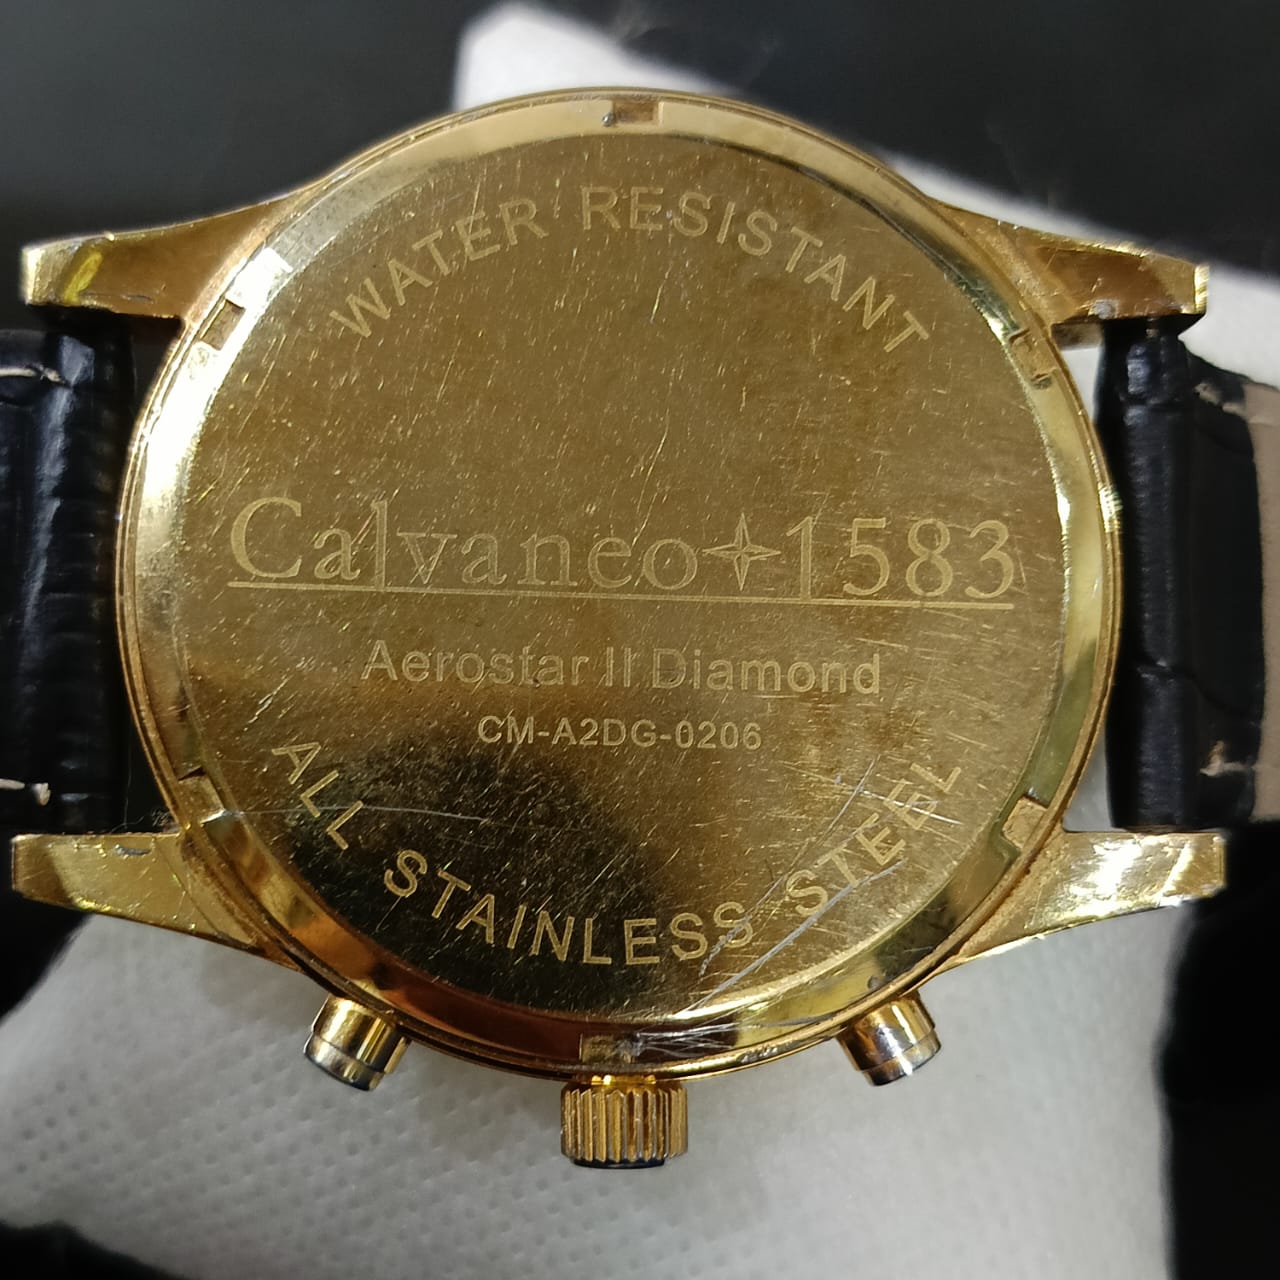 WATER RESISTANT
Calvaneo 1583
Aerostar II Diamond
CM-A2DG-0206
ALL STAINLESS STEEL